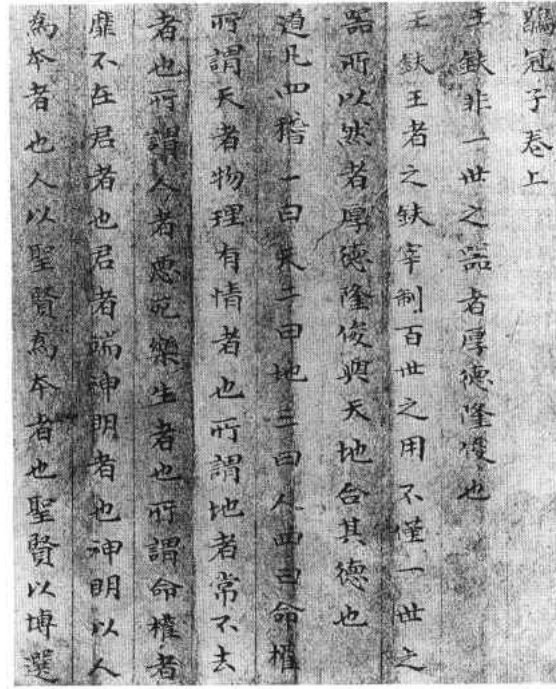 鶡冠子卷上
王鈇非一世之器者厚德隆俊也
王鈇王者之鈇宰制百世之用不僅一世之
器所以然者厚德隆俊與天地合其德也
道凡四稽一曰天二曰地三曰人四曰命權
所謂天者物理有情者也所謂地者常不去
者也所謂人者惡死樂生者也所謂命權者
靡不在君者也君者端神明者也神明以人
為本者也人以聖賢為本者也聖賢以博選